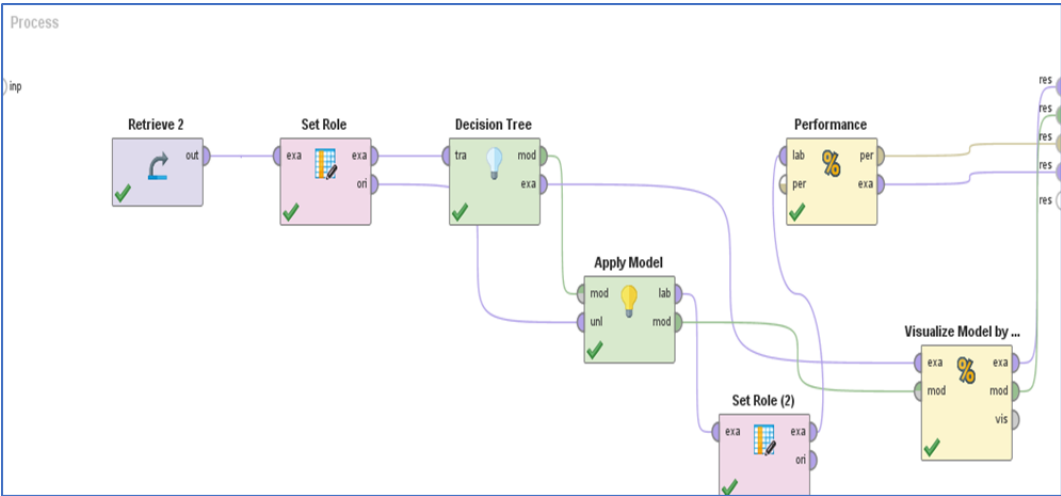 Process
inp
res
res
res
res
res
Retrieve 2
out
Set Role
exa
exa
ori
Decision Tree
tra
mod
exa
Performance
lab
per
per
exa
%
Apply Model
mod
lab
unl
mod
Visualize Model by ...
exa
exa
mod
mod
vis
%
Set Role (2)
exa
exa
ori